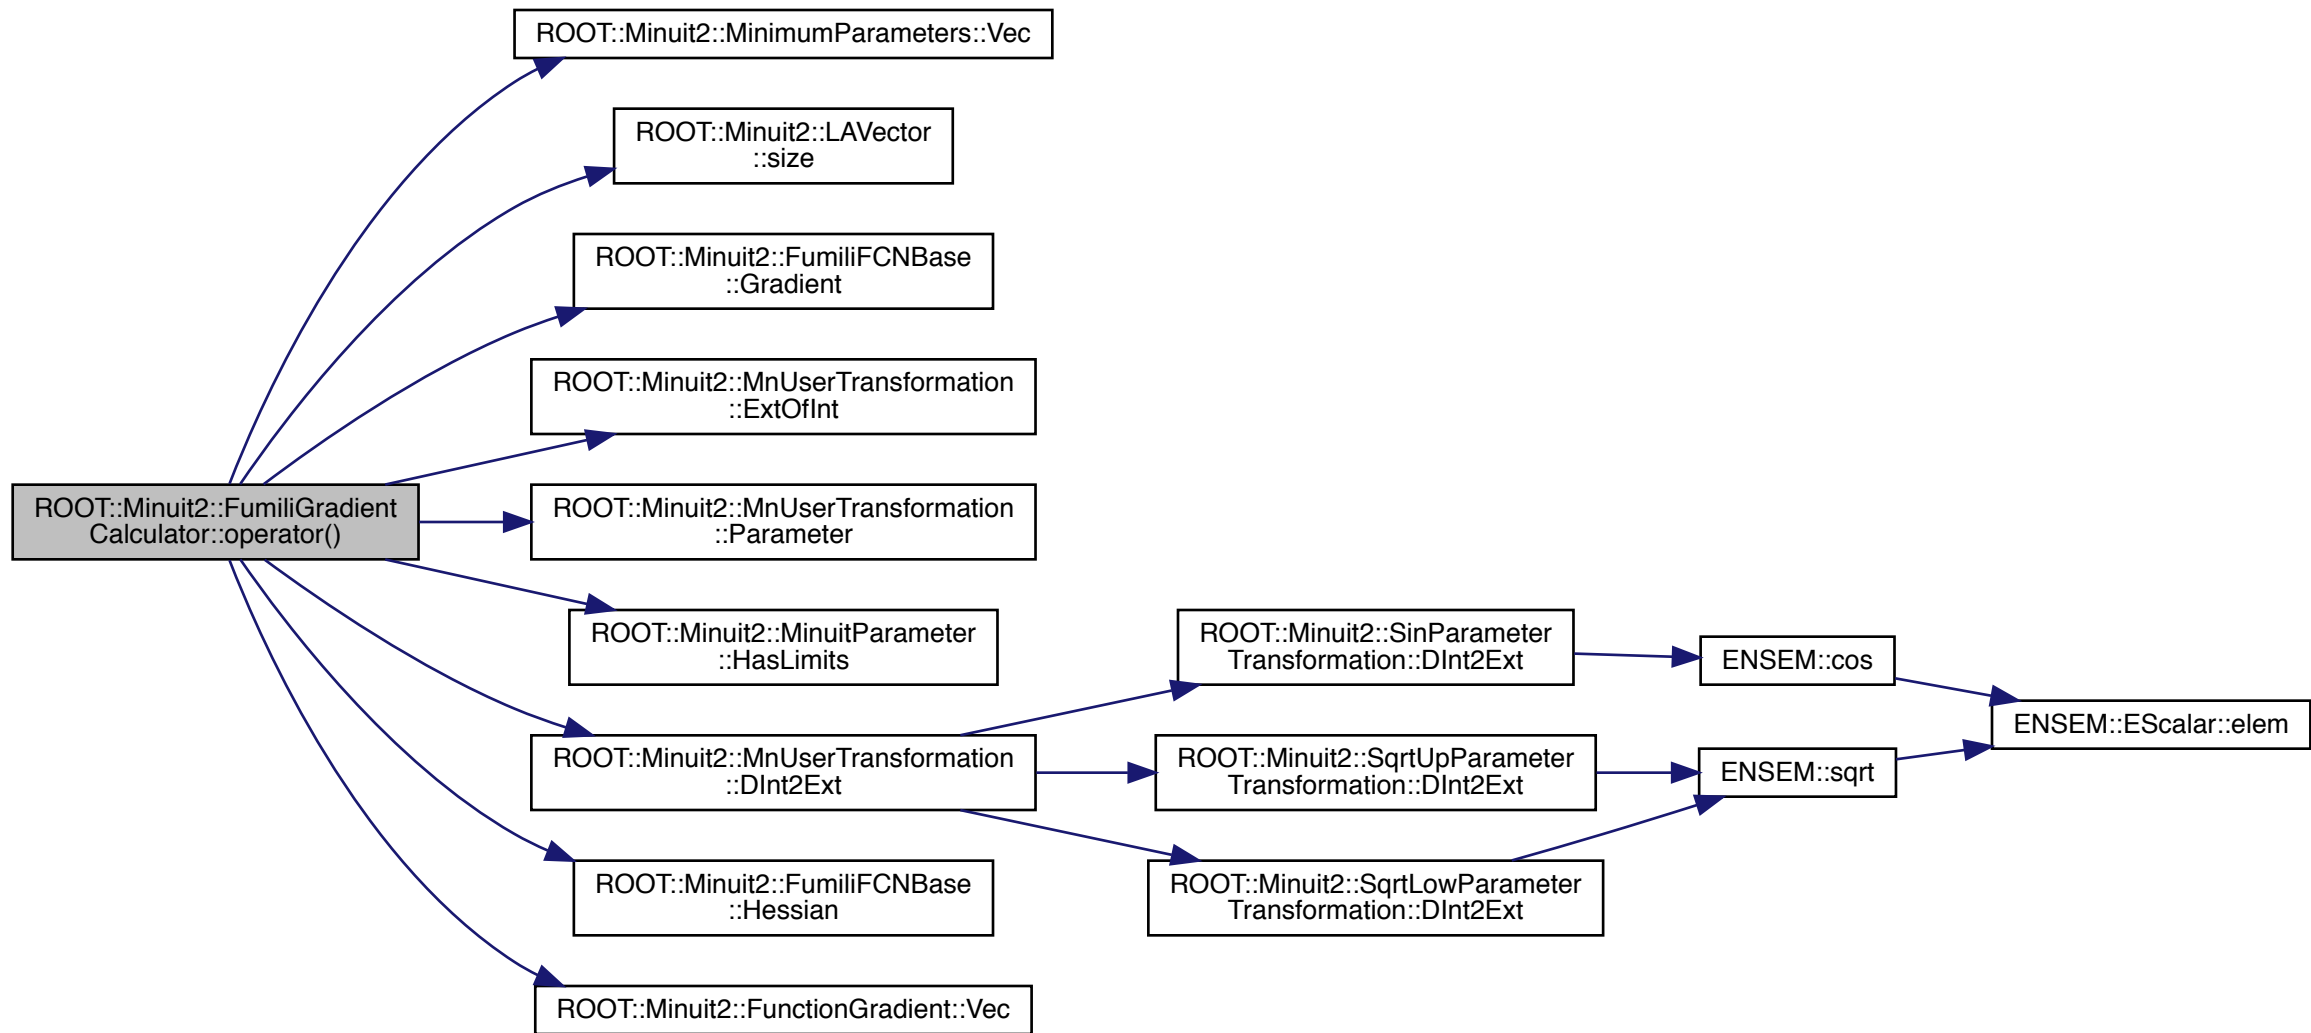 ROOT::Minuit2::MinimumParameters::Vec
ROOT::Minuit2::LAVector
::size
ROOT::Minuit2::FumiliFCNBase
::Gradient
ROOT::Minuit2::MnUserTransformation
::ExtOfInt
ROOT::Minuit2::FumiliGradient
Calculator::operator()
ROOT::Minuit2::MnUserTransformation
::Parameter
ROOT::Minuit2::MinuitParameter
::HasLimits
ROOT::Minuit2::MnUserTransformation
::DInt2Ext
ROOT::Minuit2::SinParameter
Transformation::DInt2Ext
ROOT::Minuit2::SqrtUpParameter
Transformation::DInt2Ext
ROOT::Minuit2::SqrtLowParameter
Transformation::DInt2Ext
ENSEM::cos
ENSEM::sqrt
ENSEM::EScalar::elem
ROOT::Minuit2::FumiliFCNBase
::Hessian
ROOT::Minuit2::FunctionGradient::Vec